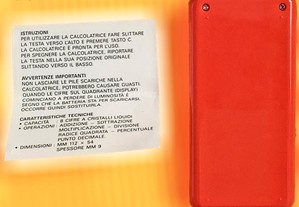 ISTRUZIONI
PER UTILIZZARE LA CALCOLATRICE FARE SLITTARE
LA TESTA VERSO L'ALTO E PREMERE TASTO C.
LA CALCOLATRICE È PRONTA PER L'USO.
PER SPEGNERE LA CALCOLATRICE, RIPORTARE
LA TESTA NELLA SUA POSIZIONE ORIGINALE
SLITTANDO VERSO IL BASSO.
AVVERTENZE IMPORTANTI
NON LASCIARE LE PILE SCARICHE NELLA
CALCOLATRICE, POTREBBERO CAUSARE GUASTI.
QUANDO LE CIFRE SUL QUADRANTE (DISPLAY)
COMINCIANO A PERDERE DI LUMINOSITÀ È
SEGNO CHE LA BATTERIA STA PER SCARICARSI,
OCCORRE QUINDI SOSTITUIRLA.
CARATTERISTICHE TECNICHE
• CAPACITÀ : 8 CIFRE A CRISTALLI LIQUIDI
• OPERAZIONI : ADDIZIONE - SOTTRAZIONE
MOLTIPLICAZIONE - DIVISIONE
RADICE QUADRATA - PERCENTUALE
PUNTO DECIMALE
• DIMENSIONI : MM 112 × 54
SPESSORE MM 9